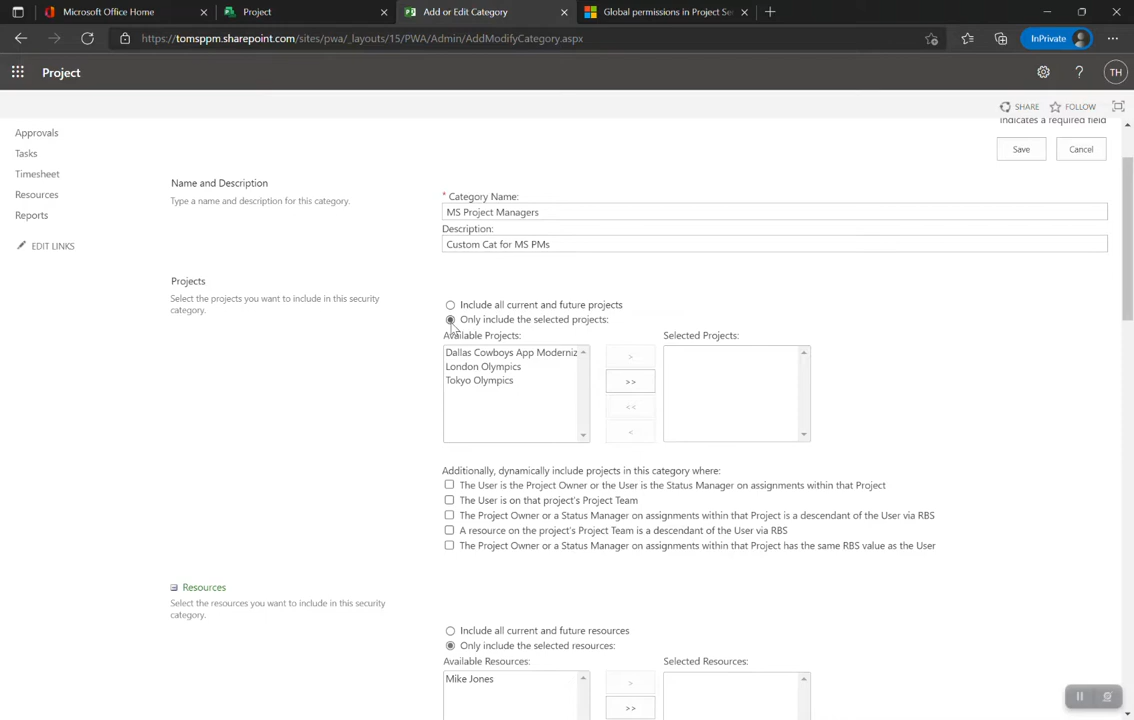 Microsoft Office Home
Project
Add or Edit Category
Global permissions in Project Se
https://tomsppm.sharepoint.com/sites/pwa/_layouts/15/PWA/Admin/AddModifyCategory.aspx
InPrivate
Project
TH
SHARE
FOLLOW
Indicates a required field
Approvals
Tasks
Timesheet
Resources
Reports
EDIT LINKS
Save
Cancel
Name and Description
Type a name and description for this category.
* Category Name:
MS Project Managers
Description:
Custom Cat for MS PMs
Projects
Select the projects you want to include in this security
category.
Include all current and future projects
Only include the selected projects:
Available Projects:
Selected Projects:
Dallas Cowboys App Moderniz
London Olympics
Tokyo Olympics
>
>>
<<
<
Additionally, dynamically include projects in this category where:
The User is the Project Owner or the User is the Status Manager on assignments within that Project
The User is on that project's Project Team
The Project Owner or a Status Manager on assignments within that Project is a descendant of the User via RBS
A resource on the project's Project Team is a descendant of the User via RBS
The Project Owner or a Status Manager on assignments within that Project has the same RBS value as the User
Resources
Select the resources you want to include in this security
category.
Include all current and future resources
Only include the selected resources:
Available Resources:
Selected Resources:
Mike Jones
>
>>